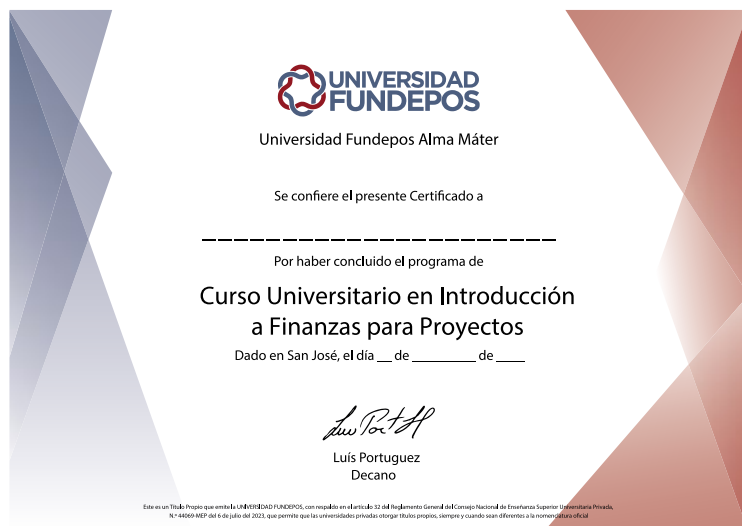 UNIVERSIDAD
FUNDEPOS
Universidad Fundepos Alma Máter
Se confiere el presente Certificado a
_ _ _ _ _ _ _ _ _ _ _ _ _ _ _ _ _ _ _ _ _ _
Por haber concluido el programa de
Curso Universitario en Introducción
a Finanzas para Proyectos
Dado en San José, el día __ de ________ de ____
Luís Portuguez
Decano
Este es un Título Propio que emite la UNIVERSIDAD FUNDEPOS, con respaldo en el artículo 32 del Reglamento General del Consejo Nacional de Enseñanza Superior Universitaria Privada,
N.º 44069-MEP del 6 de julio del 2023, que permite que las universidades privadas otorgar títulos propios, siempre y cuando sean diferentes a la nomenclatura oficial